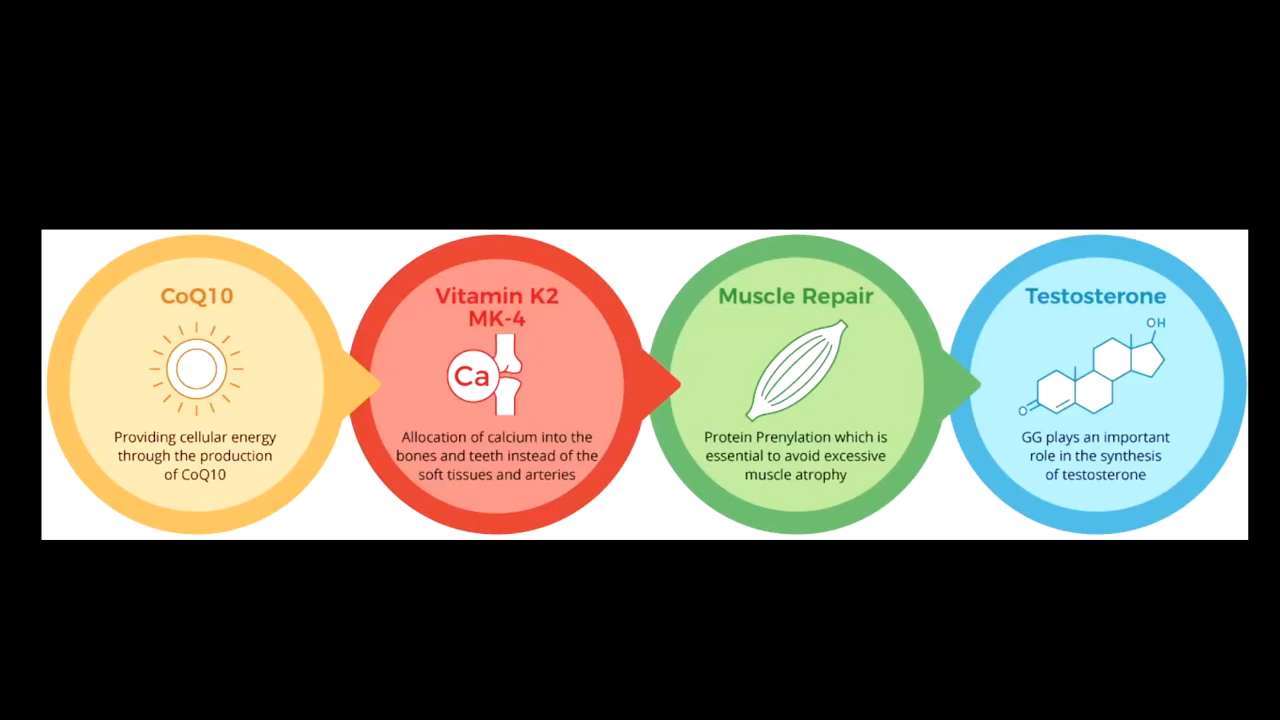 CoQ10
Providing cellular energy
through the production
of CoQ10
Vitamin K2
MK-4
Ca
Allocation of calcium into the
bones and teeth instead of the
soft tissues and arteries
Muscle Repair
Protein Prenylation which is
essential to avoid excessive
muscle atrophy
Testosterone
OH
O
GG plays an important
role in the synthesis
of testosterone